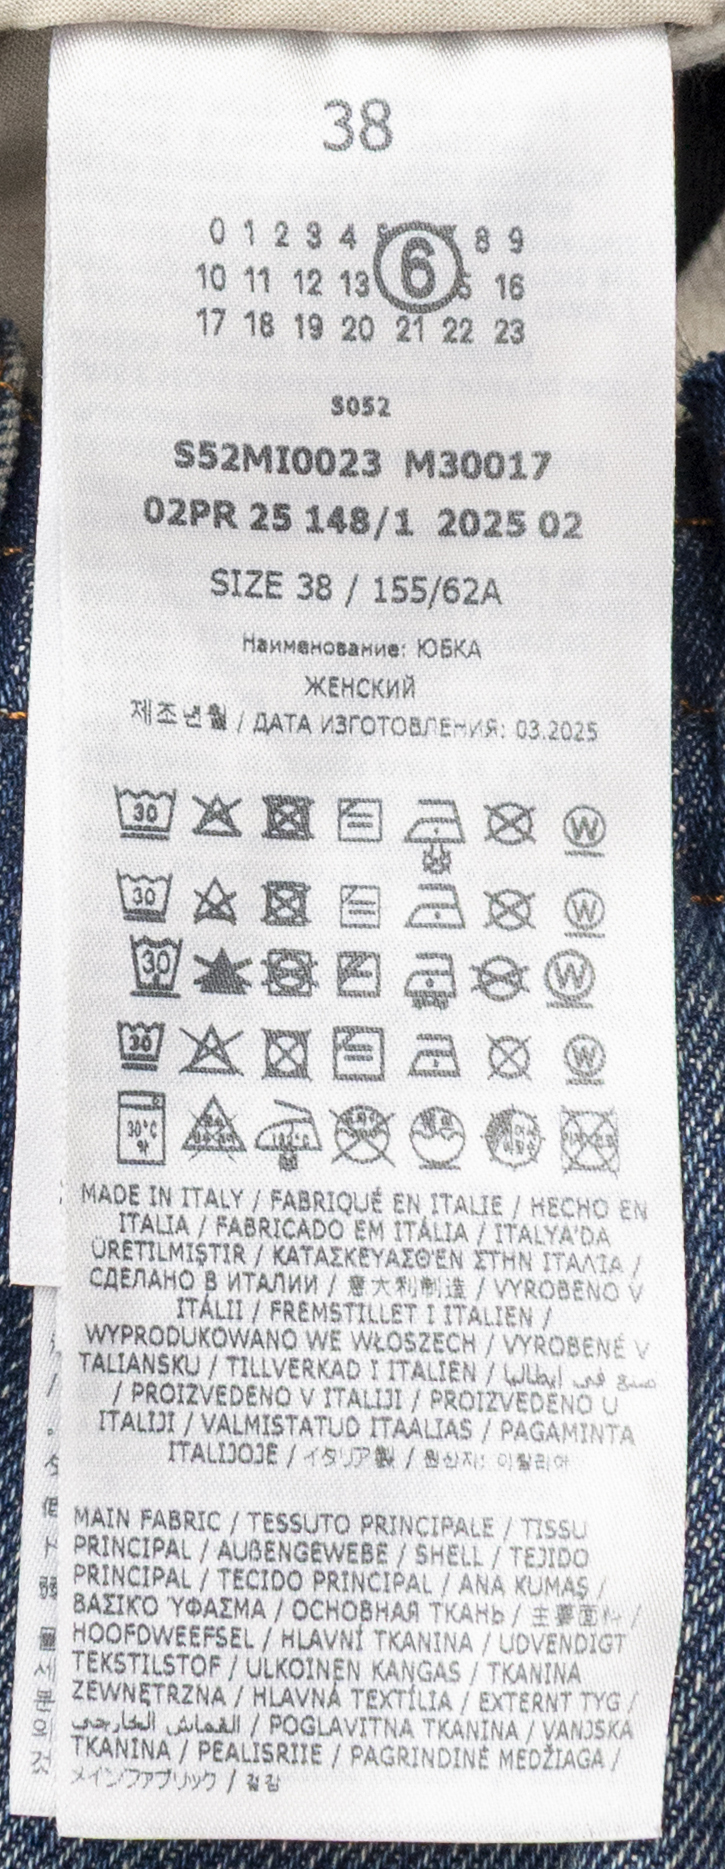 38
0 1 2 3 4 8 9
6
10 11 12 13 16
17 18 19 20 21 22 23
S052
S52MI0023 M30017
02PR 25 148/1 2025 02
SIZE 38 / 155/62A
Наименование: ЮБКА
ЖЕНСКИЙ
제조년월 / ДАТА ИЗГОТОВЛЕНИЯ: 03.2025
30 W
30 W
30 W
30 W
30°C
MADE IN ITALY / FABRIQUÉ EN ITALIE / HECHO EN
ITALIA / FABRICADO EM ITÁLIA / ITALYA'DA
ÜRETILMIŞTIR / ΚΑΤΑΣΚΕΥΑΣΘ'ΕΝ ΣΤΗΝ ΙΤΑΛΊΑ /
СДЕЛАНО В ИТАЛИИ / 意大利制造 / VYROBENO V
ITÁLII / FREMSTILLET I ITALIEN /
WYPRODUKOWANO WE WŁOSZECH / VYROBENÉ V
TALIANSKU / TILLVERKAD I ITALIEN / صنع في إيطاليا
/ PROIZVEDENO V ITALIJI / PROIZVEDENO U
ITALIJI / VALMISTATUD ITAALIAS / PAGAMINTA
ITALIJOJE / イタリア製 / 원산지: 이탈리아
MAIN FABRIC / TESSUTO PRINCIPALE / TISSU
PRINCIPAL / AUßENGEWEBE / SHELL / TEJIDO
PRINCIPAL / TECIDO PRINCIPAL / ANA KUMAŞ /
ΒΑΣΙΚΌ ΎΦΑΣΜΑ / ОСНОВНАЯ ТКАНЬ / 主要面料 /
HOOFDWEEFSEL / HLAVNÍ TKANINA / UDVENDIGT
TEKSTILSTOF / ULKOINEN KANGAS / TKANINA
ZEWNĘTRZNA / HLAVNÁ TEXTÍLIA / EXTERNT TYG /
القماش الخارجي / POGLAVITNA TKANINA / VANJSKA
TKANINA / PEALISRIIE / PAGRINDINĖ MEDŽIAGA /
メインファブリック / 겉감